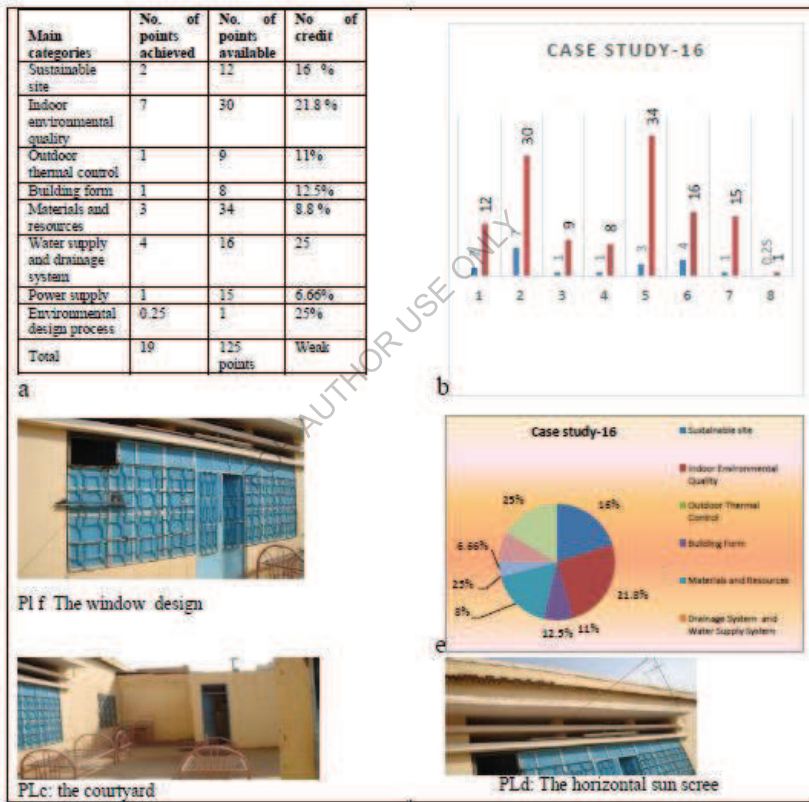 Main categories
No. of points achieved
No. of points available
No of credit
Sustainable site
2
12
16 %
Indoor environmental quality
7
30
21.8 %
Outdoor thermal control
1
9
11%
Building form
1
8
12.5%
Materials and resources
3
34
8.8 %
Water supply and drainage system
4
16
25
Power supply
1
15
6.66%
Environmental design process
0.25
1
25%
Total
19
125 points
Weak
a
CASE STUDY-16
12
7
30
1
9
1
8
3
34
4
16
1
15
0.25
1
1 2 3 4 5 6 7 8
b
AUTHOR USE ONLY
Pl f The window design
Case study-16
Sustainable site
Indoor Environmental
Quality
Outdoor Thermal
Control
Building Form
Materials and Resources
Drainage System and
Water Supply System
25%
16%
6.66%
25%
8%
21.8%
12.5%
11%
e
PLc: the courtyard
PLd: The horizontal sun scree